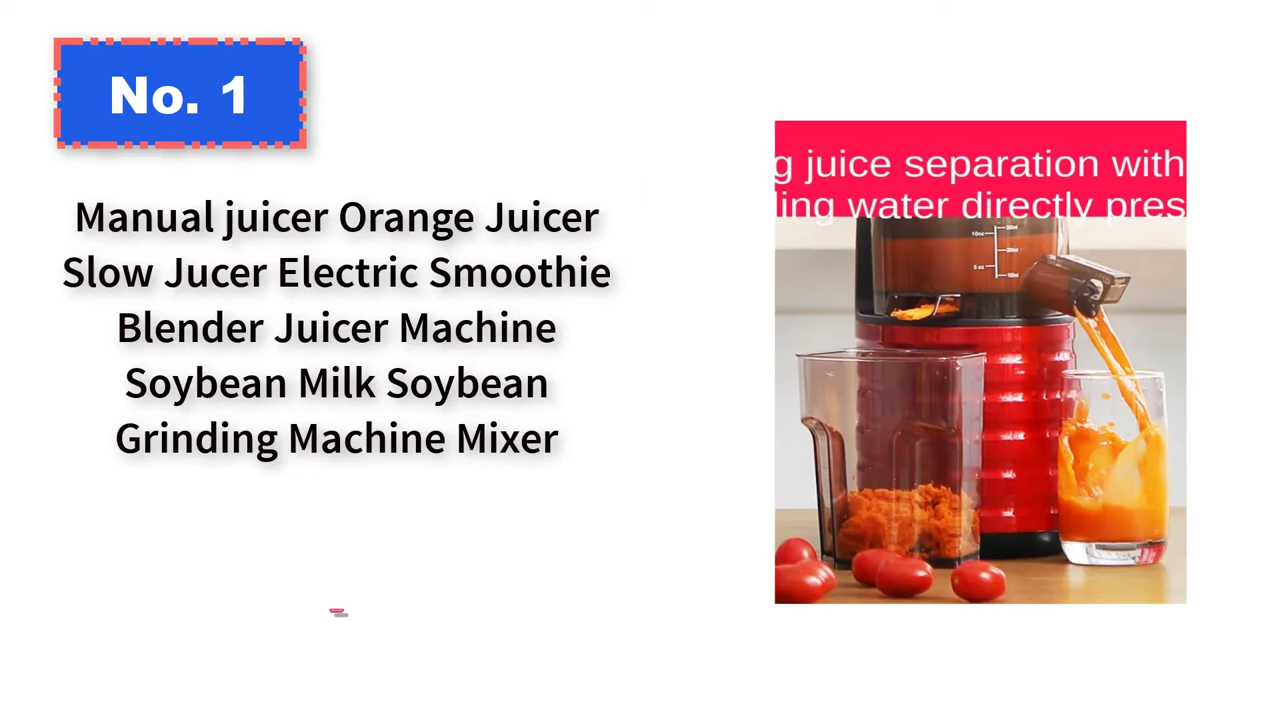 No. 1
Manual juicer Orange Juicer
Slow Jucer Electric Smoothie
Blender Juicer Machine
Soybean Milk Soybean
Grinding Machine Mixer
g juice separation with
ling water directly pres